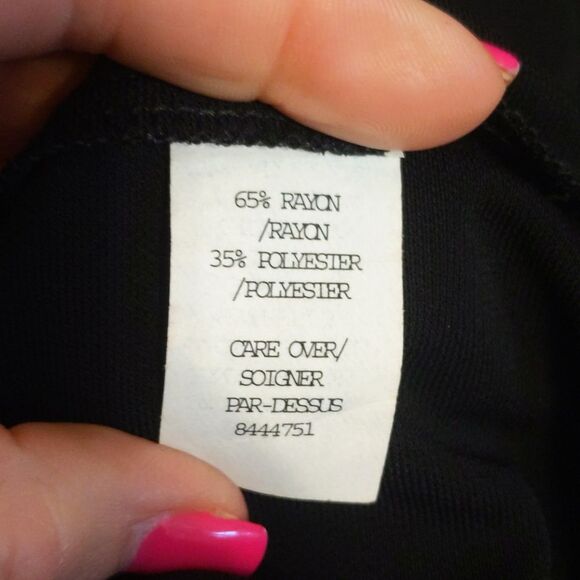 65% RAYON
/RAYON
35% POLYESTER
/POLYESTER
CARE OVER/
SOIGNER
PAR-DESSUS
8444751